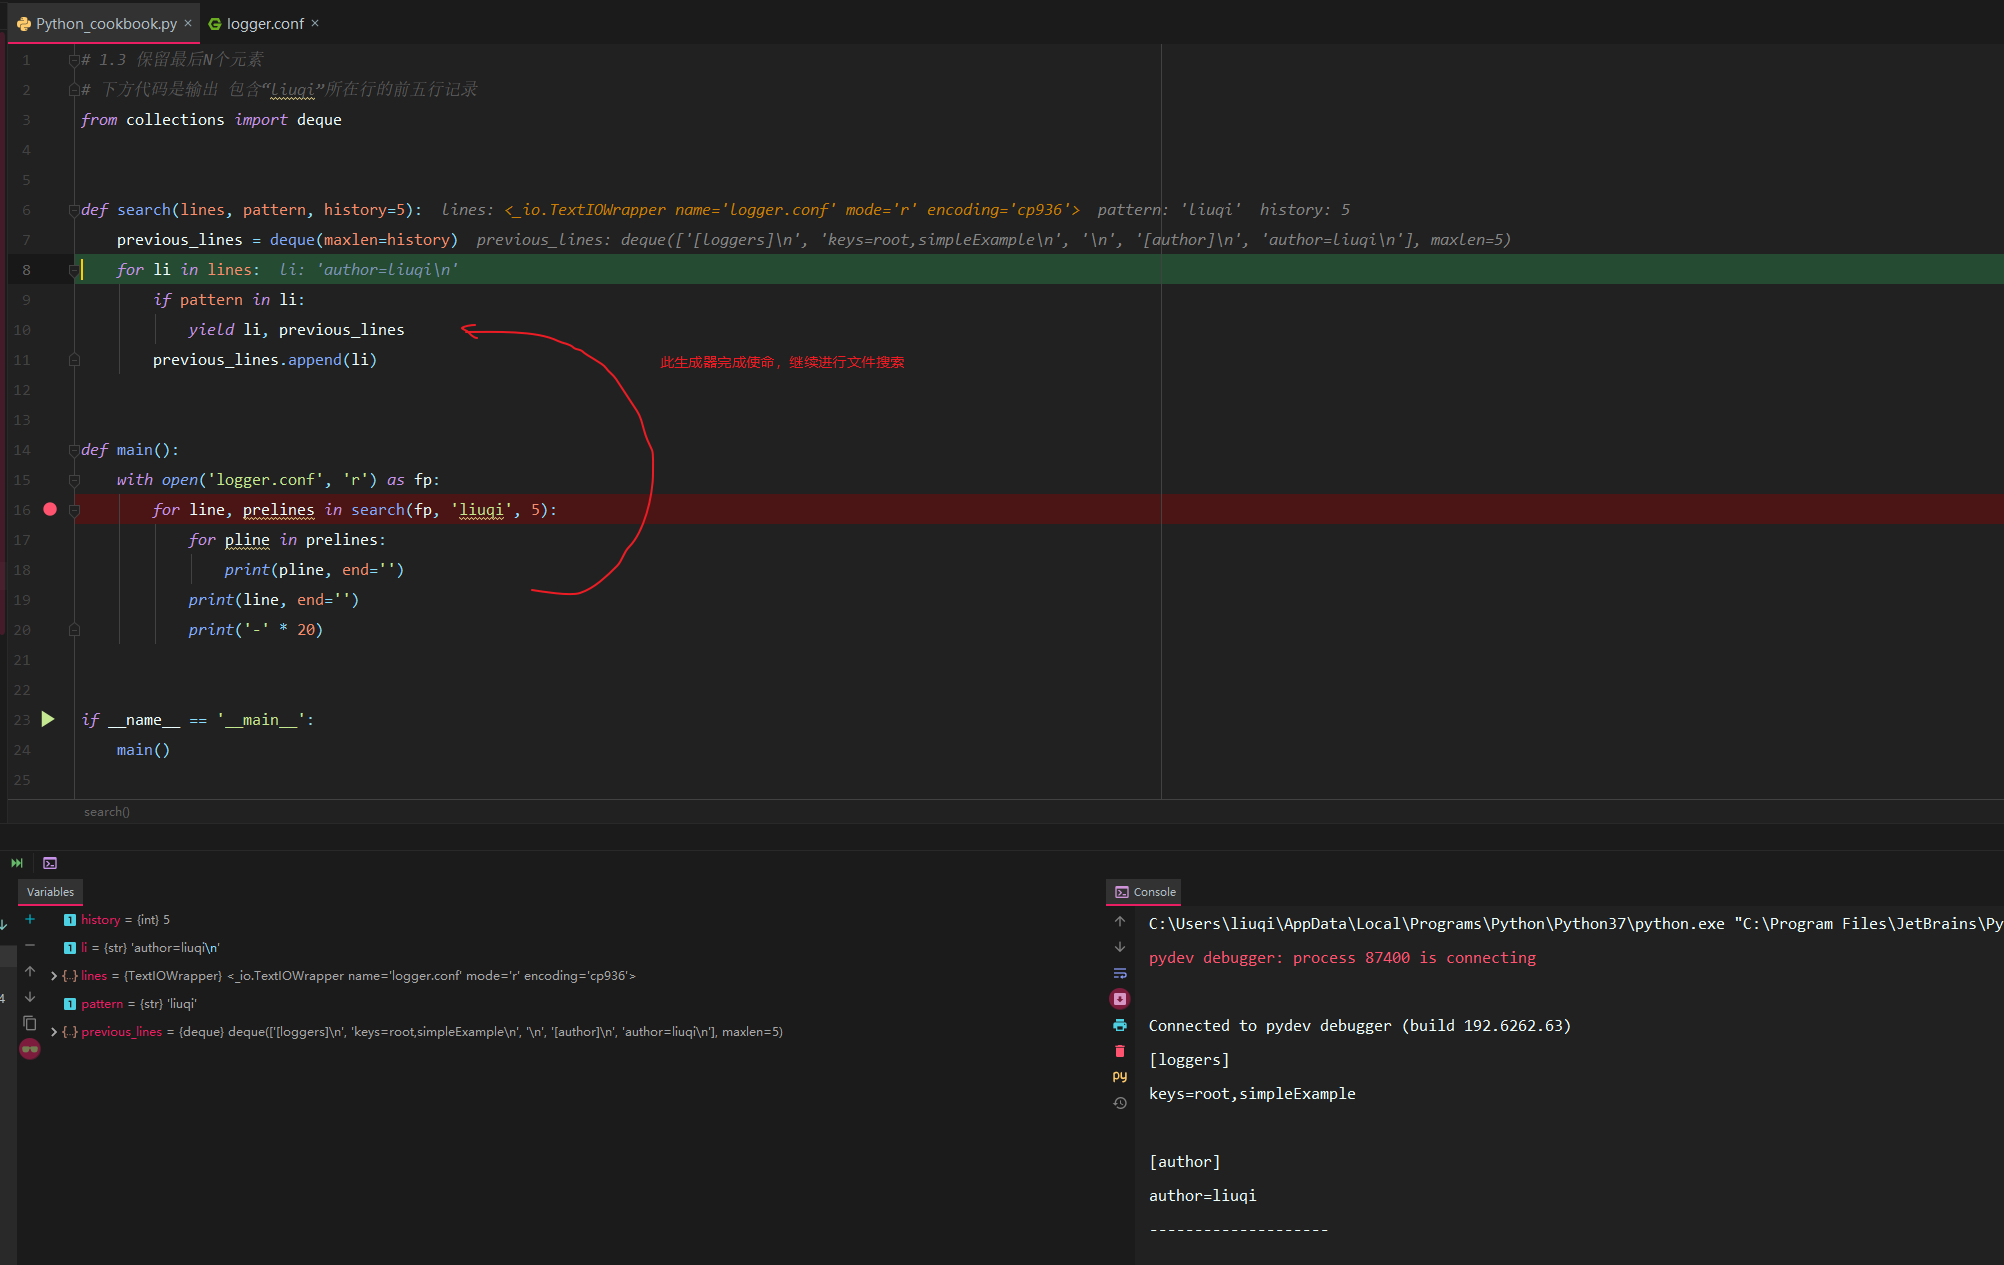 Python_cookbook.py × logger.conf ×
1 # 1.3 保留最后N个元素
2 # 下方代码是输出 包含“liuqi”所在行的前五行记录
3 from collections import deque
4
5
6 def search(lines, pattern, history=5): lines: <_io.TextIOWrapper name='logger.conf' mode='r' encoding='cp936'> pattern: 'liuqi' history: 5
7 previous_lines = deque(maxlen=history) previous_lines: deque(['[loggers]\n', 'keys=root,simpleExample\n', '\n', '[author]\n', 'author=liuqi\n'], maxlen=5)
8 for li in lines: li: 'author=liuqi\n'
9 if pattern in li:
10 yield li, previous_lines
11 previous_lines.append(li)
此生成器完成使命，继续进行文件搜索
12
13
14 def main():
15 with open('logger.conf', 'r') as fp:
16 for line, prelines in search(fp, 'liuqi', 5):
17 for pline in prelines:
18 print(pline, end='')
19 print(line, end='')
20 print('-' * 20)
21
22
23 if __name__ == '__main__':
24 main()
25
search()
Variables
history = {int} 5
li = {str} 'author=liuqi\n'
lines = {TextIOWrapper} <_io.TextIOWrapper name='logger.conf' mode='r' encoding='cp936'>
pattern = {str} 'liuqi'
previous_lines = {deque} deque(['[loggers]\n', 'keys=root,simpleExample\n', '\n', '[author]\n', 'author=liuqi\n'], maxlen=5)
4
Console
C:\Users\liuqi\AppData\Local\Programs\Python\Python37\python.exe "C:\Program Files\JetBrains\Py
pydev debugger: process 87400 is connecting
Connected to pydev debugger (build 192.6262.63)
[loggers]
keys=root,simpleExample
[author]
author=liuqi
--------------------
py